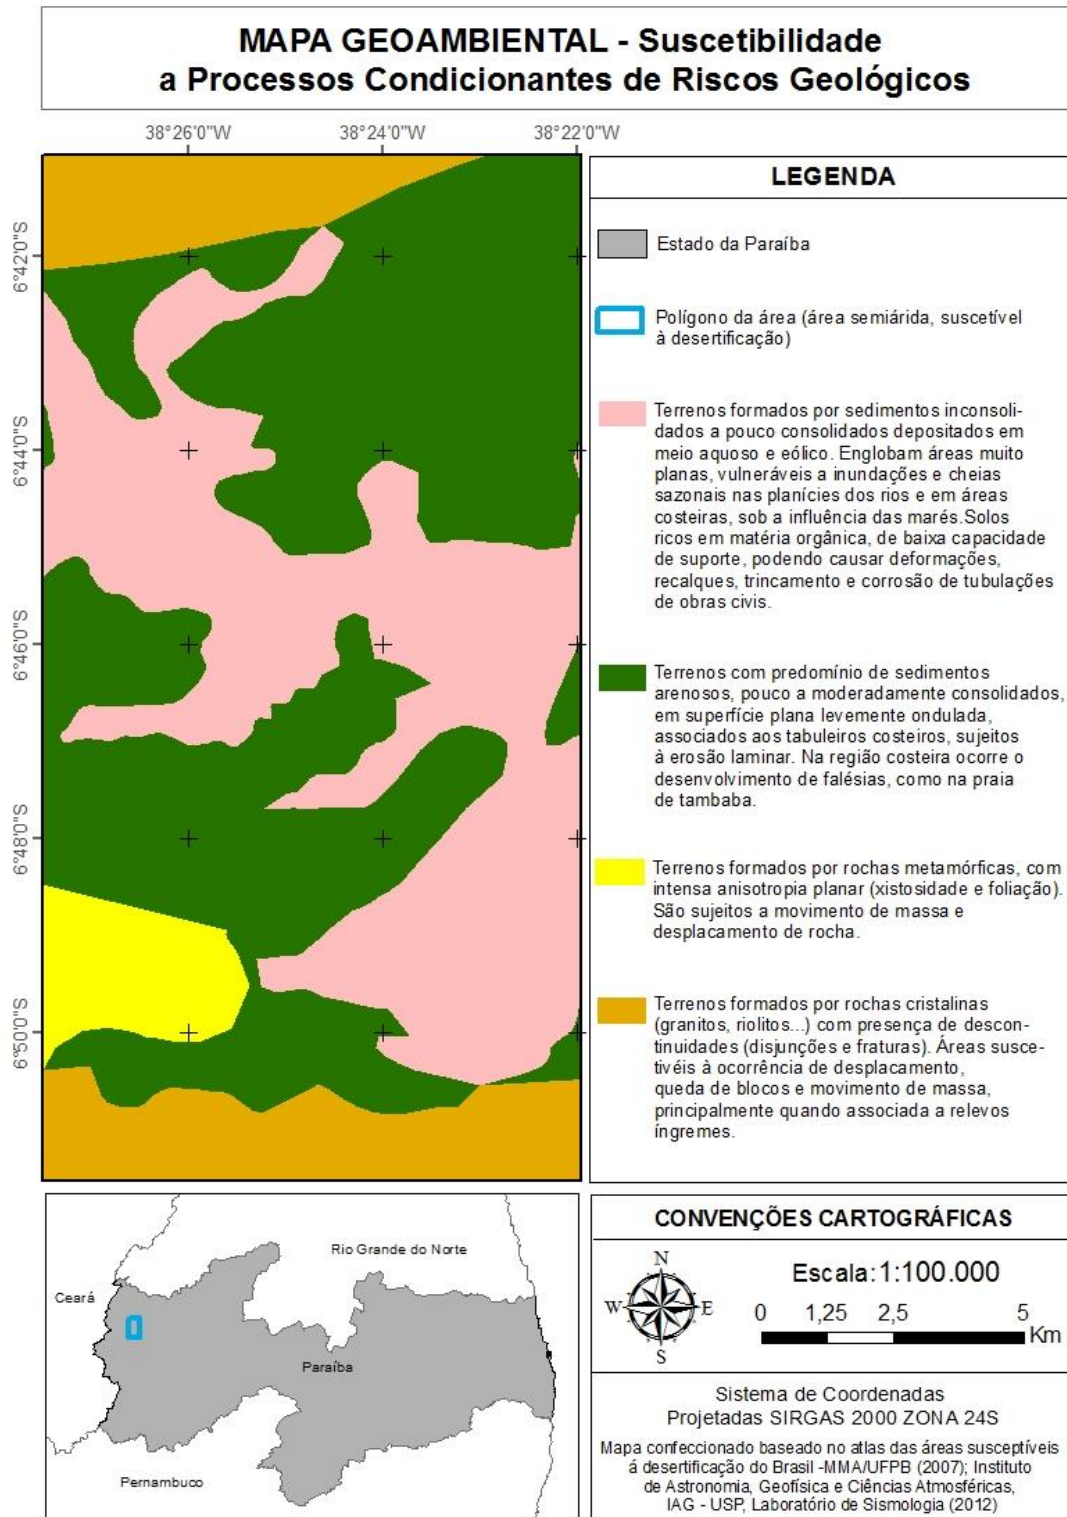 MAPA GEOAMBIENTAL - Suscetibilidade
a Processos Condicionantes de Riscos Geológicos
38°26'0"W
38°24'0"W
38°22'0"W
6°42'0"S
6°44'0"S
6°46'0"S
6°48'0"S
6°50'0"S
LEGENDA
Estado da Paraíba
Polígono da área (área semiárida, suscetível
à desertificação)
Terrenos formados por sedimentos inconsoli-
dados a pouco consolidados depositados em
meio aquoso e eólico. Englobam áreas muito
planas, vulneráveis a inundações e cheias
sazonais nas planícies dos rios e em áreas
costeiras, sob a influência das marés.Solos
ricos em matéria orgânica, de baixa capacidade
de suporte, podendo causar deformações,
recalques, trincamento e corrosão de tubulações
de obras civis.
Terrenos com predomínio de sedimentos
arenosos, pouco a moderadamente consolidados,
em superfície plana levemente ondulada,
associados aos tabuleiros costeiros, sujeitos
à erosão laminar. Na região costeira ocorre o
desenvolvimento de falésias, como na praia
de tambaba.
Terrenos formados por rochas metamórficas, com
intensa anisotropia planar (xistosidade e foliação).
São sujeitos a movimento de massa e
desplacamento de rocha.
Terrenos formados por rochas cristalinas
(granitos, riolitos...) com presença de descon-
tinuidades (disjunções e fraturas). Áreas susce-
tivéis à ocorrência de desplacamento,
queda de blocos e movimento de massa,
principalmente quando associada a relevos
íngremes.
Rio Grande do Norte
Ceará
Paraíba
Pernambuco
CONVENÇÕES CARTOGRÁFICAS
N
W
E
S
Escala:1:100.000
0 1,25 2,5 5
Km
Sistema de Coordenadas
Projetadas SIRGAS 2000 ZONA 24S
Mapa confeccionado baseado no atlas das áreas susceptíveis
á desertificação do Brasil -MMA/UFPB (2007); Instituto
de Astronomia, Geofísica e Ciências Atmosféricas,
IAG - USP, Laboratório de Sismologia (2012)